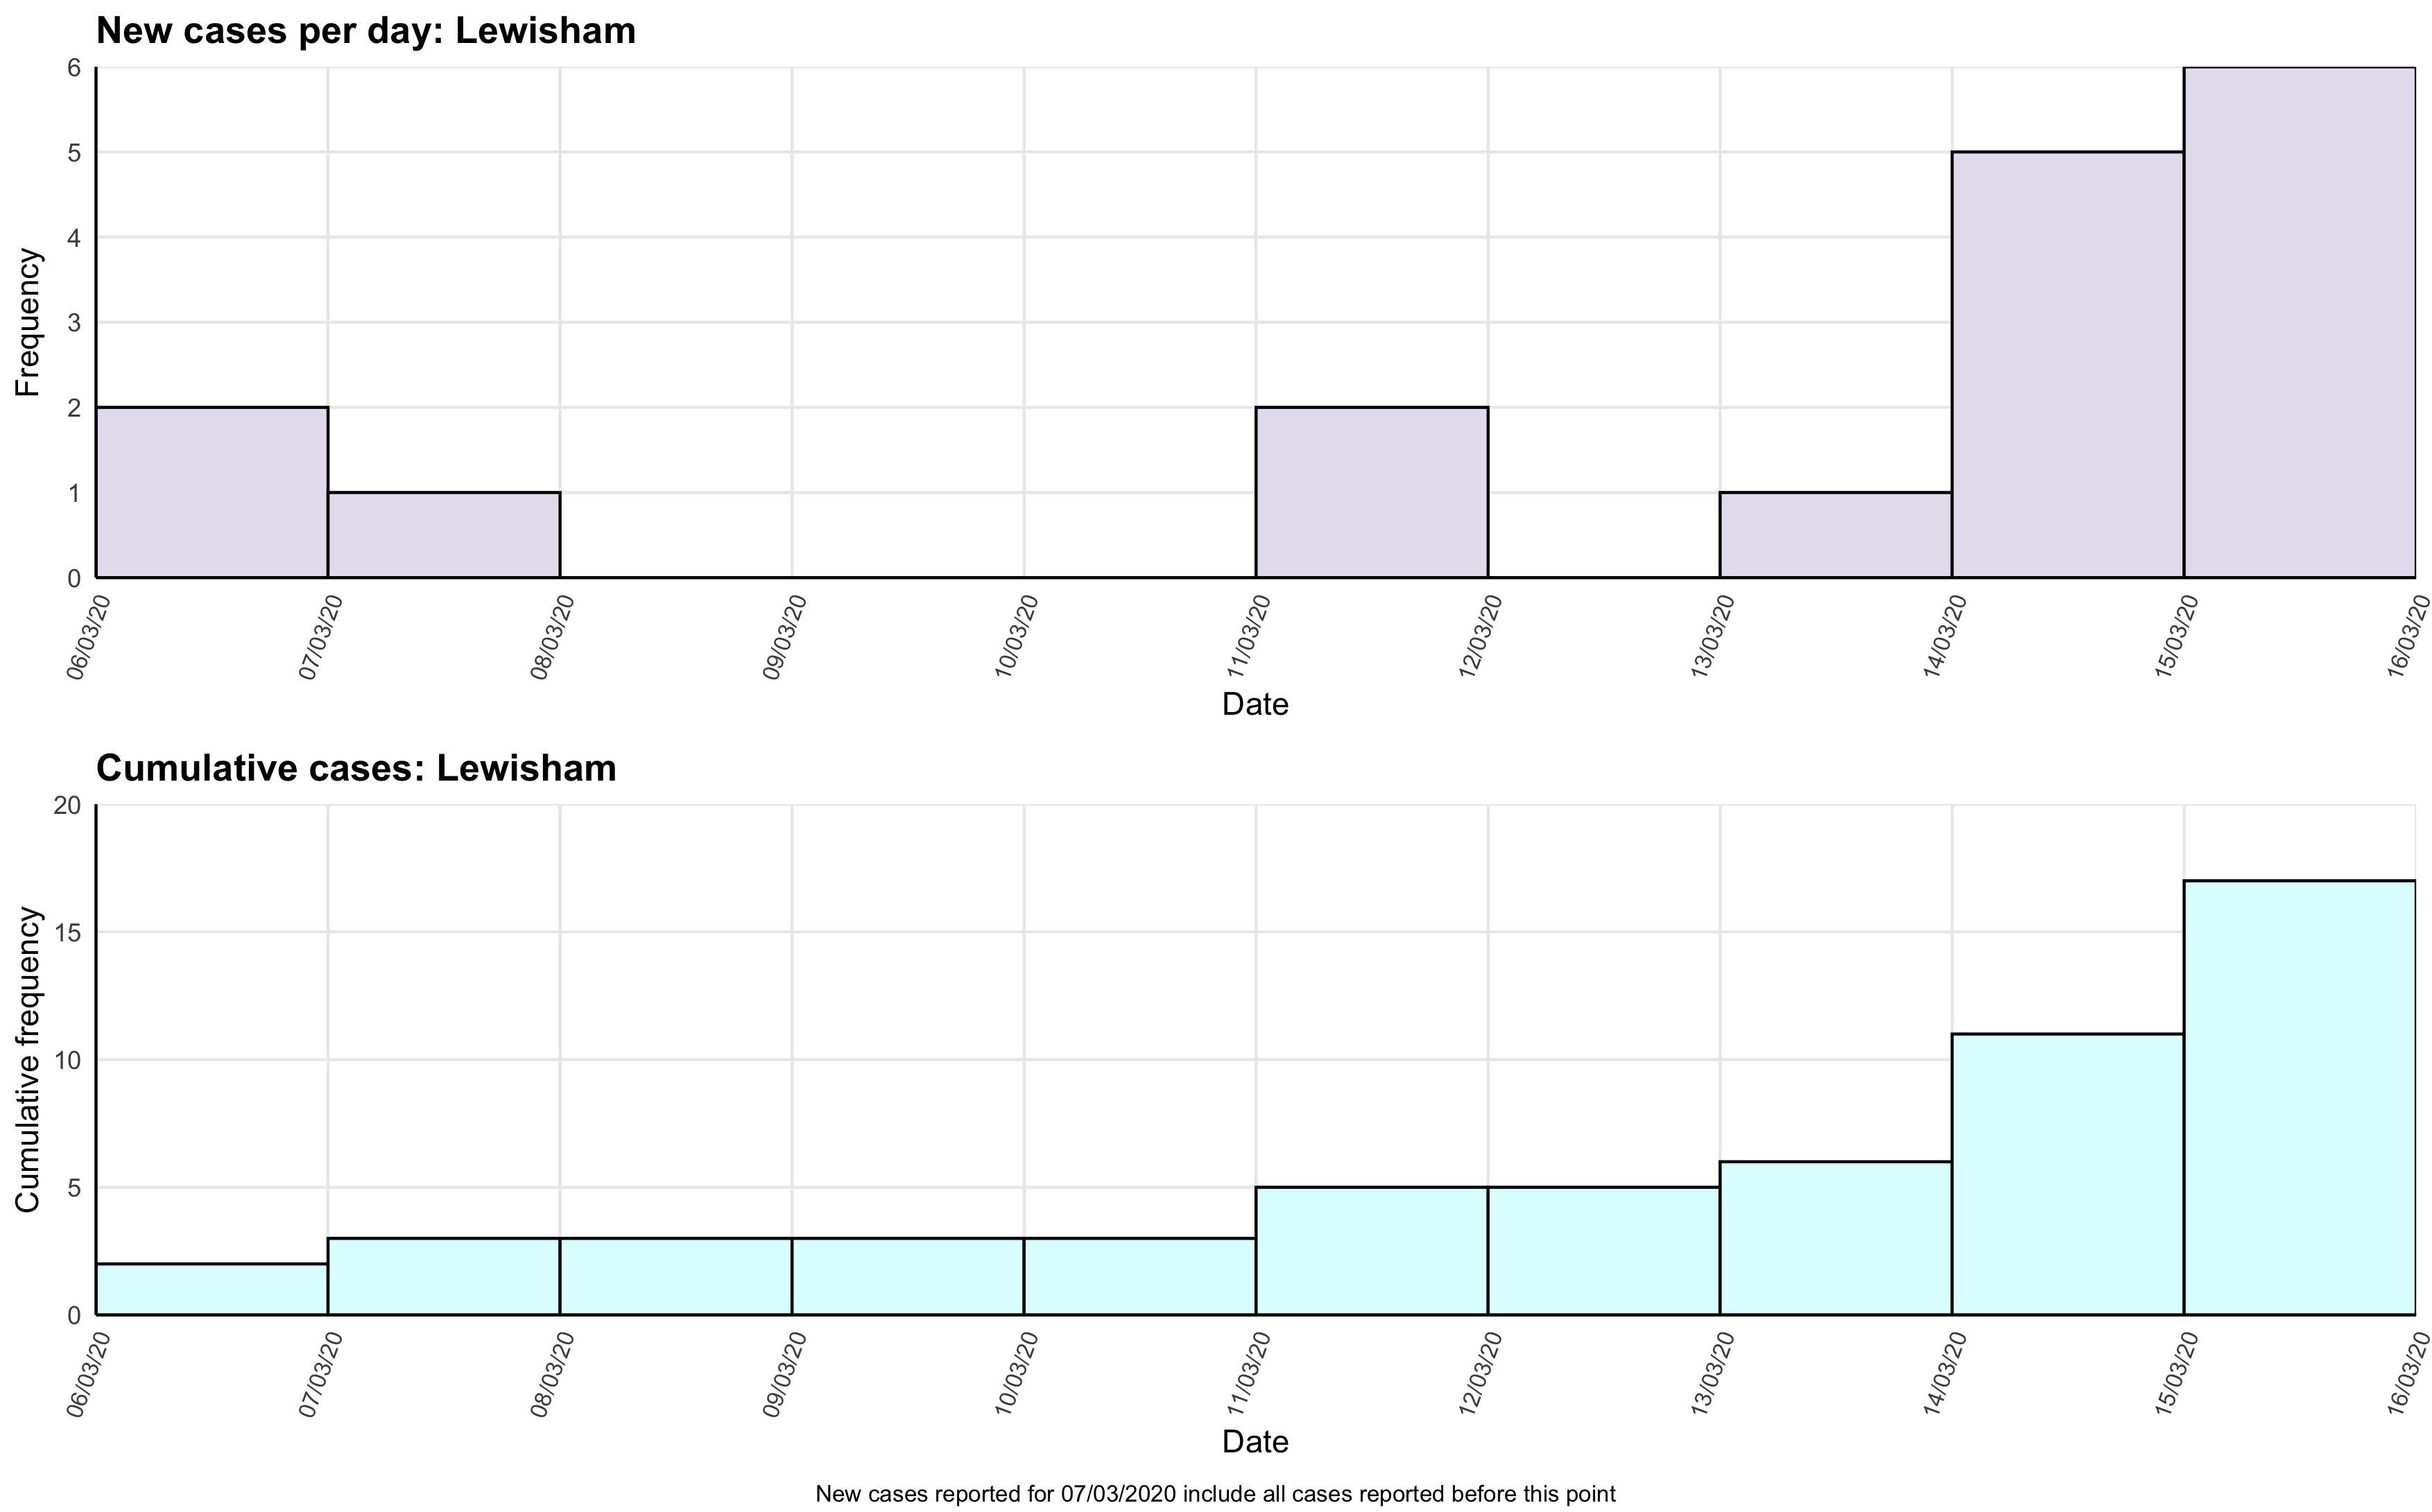 New cases per day: Lewisham
Frequency
6
5
4
3
2
1
0
06/03/20 07/03/20 08/03/20 09/03/20 10/03/20 11/03/20 12/03/20 13/03/20 14/03/20 15/03/20 16/03/20
Date
Cumulative cases: Lewisham
Cumulative frequency
20
15
10
5
0
06/03/20 07/03/20 08/03/20 09/03/20 10/03/20 11/03/20 12/03/20 13/03/20 14/03/20 15/03/20 16/03/20
Date
New cases reported for 07/03/2020 include all cases reported before this point